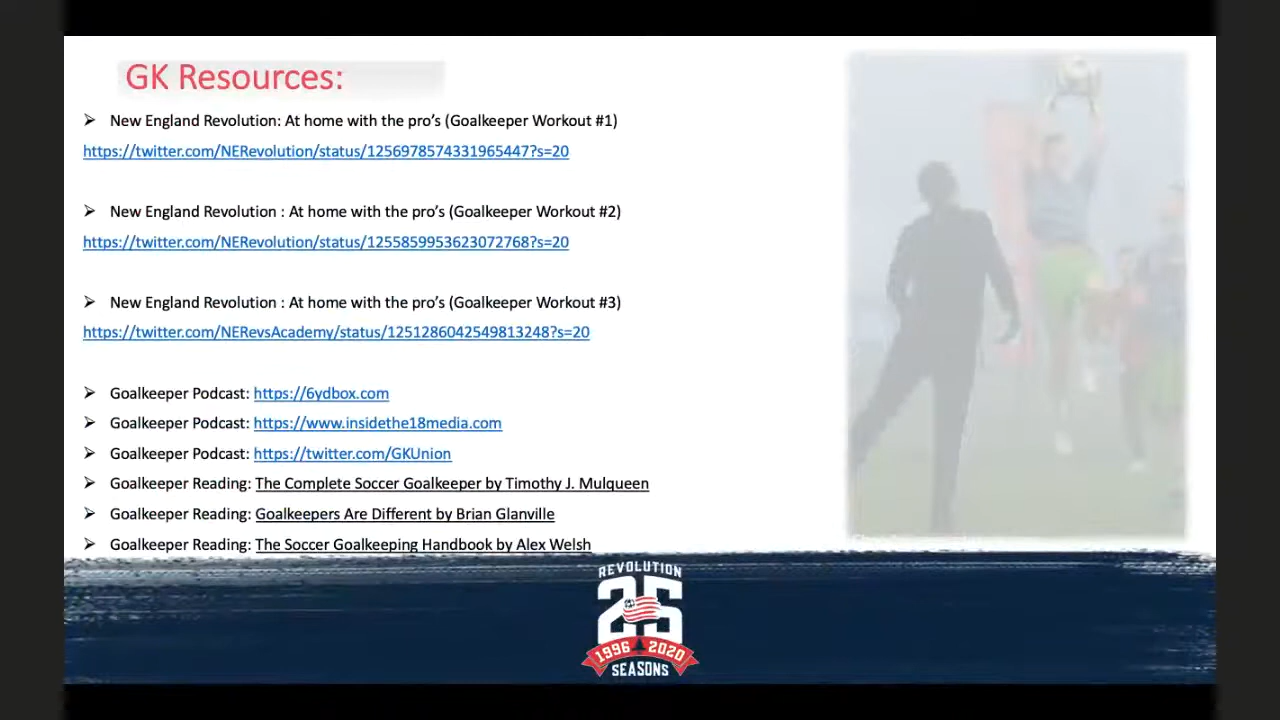 GK Resources:
➢ New England Revolution: At home with the pro’s (Goalkeeper Workout #1)
https://twitter.com/NERevolution/status/1256978574331965447?s=20
➢ New England Revolution : At home with the pro’s (Goalkeeper Workout #2)
https://twitter.com/NERevolution/status/1255859953623072768?s=20
➢ New England Revolution : At home with the pro’s (Goalkeeper Workout #3)
https://twitter.com/NERevsAcademy/status/1251286042549813248?s=20
➢ Goalkeeper Podcast: https://6ydbox.com
➢ Goalkeeper Podcast: https://www.insidethe18media.com
➢ Goalkeeper Podcast: https://twitter.com/GKUnion
➢ Goalkeeper Reading: The Complete Soccer Goalkeeper by Timothy J. Mulqueen
➢ Goalkeeper Reading: Goalkeepers Are Different by Brian Glanville
➢ Goalkeeper Reading: The Soccer Goalkeeping Handbook by Alex Welsh
REVOLUTION
25
1996 2020
SEASONS